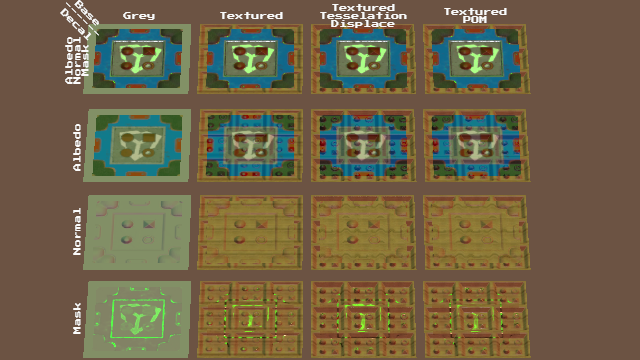 Base
Decal
Grey
Textured
Textured
Tesselation
Displace
Textured
POM
Albedo
Normal
Mask
Albedo
Normal
Mask